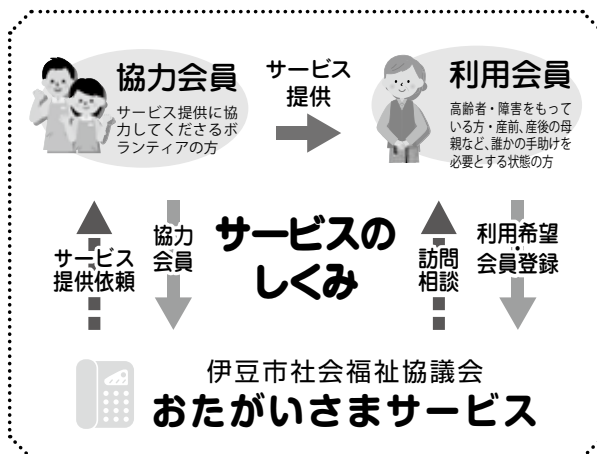 協力会員
サービス提供に協
力してくださるボ
ランティアの方
サービス
提供
利用会員
高齢者・障害をもって
いる方・産前、産後の母
親など、誰かの手助けを
必要とする状態の方
サービス
提供依頼
協力
会員
サービスの
しくみ
訪問
相談
利用希望
・
会員登録
伊豆市社会福祉協議会
おたがいさまサービス